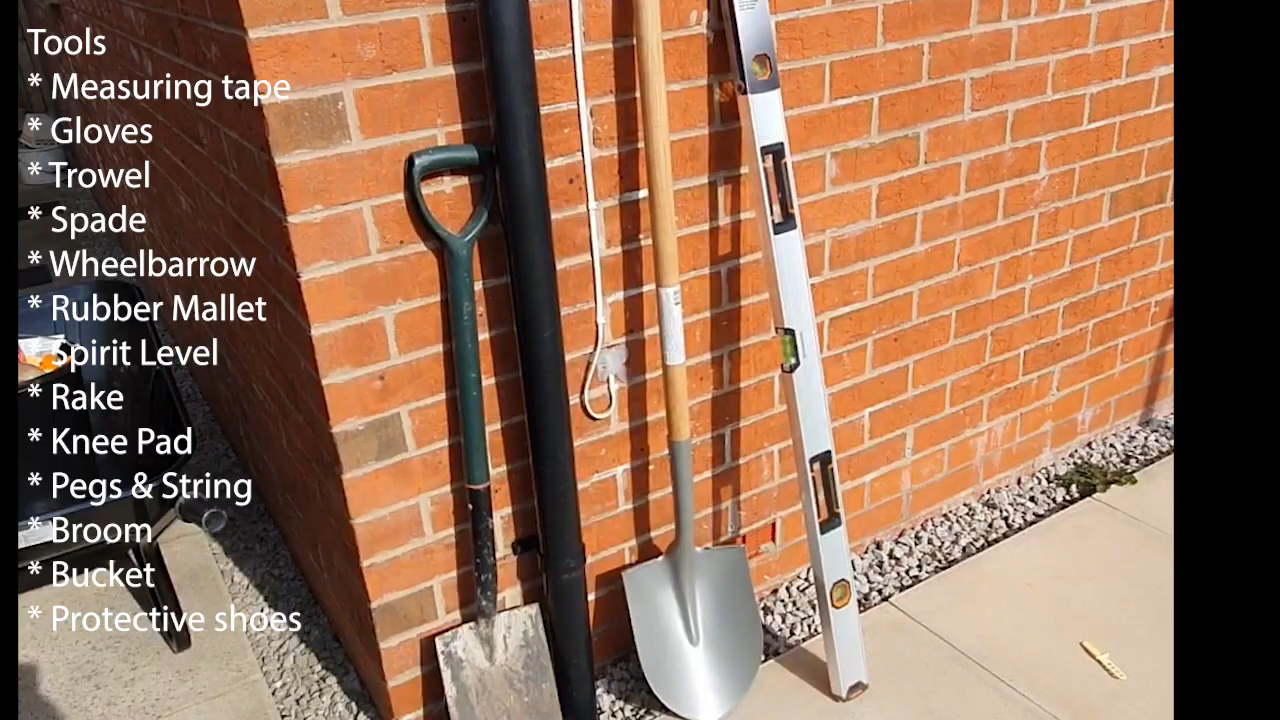 Tools
* Measuring tape
* Gloves
* Trowel
* Spade
* Wheelbarrow
* Rubber Mallet
* Spirit Level
* Rake
* Knee Pad
* Pegs & String
* Broom
* Bucket
* Protective shoes